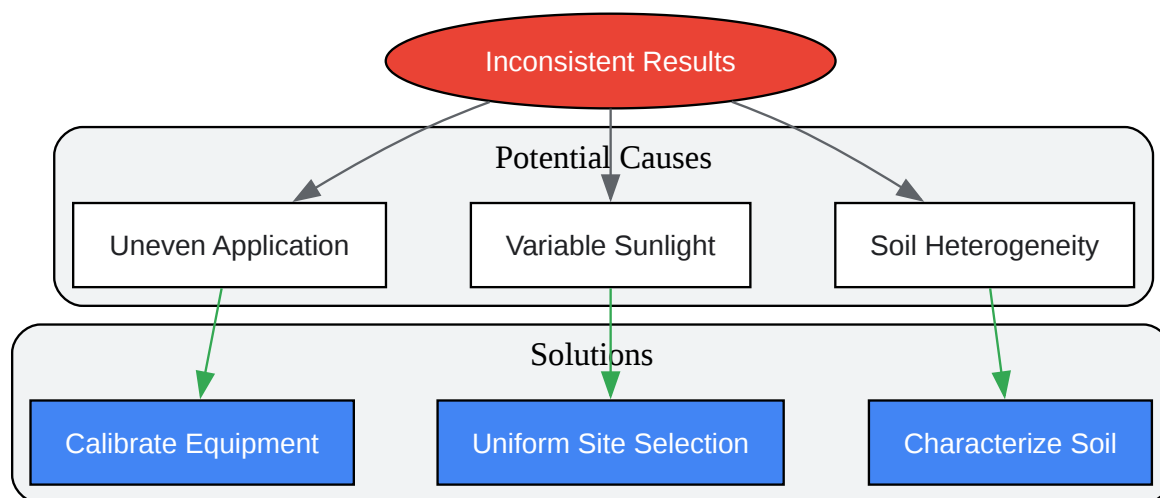 Inconsistent Results
Potential Causes
Uneven Application
Variable Sunlight
Soil Heterogeneity
Solutions
Calibrate Equipment
Uniform Site Selection
Characterize Soil